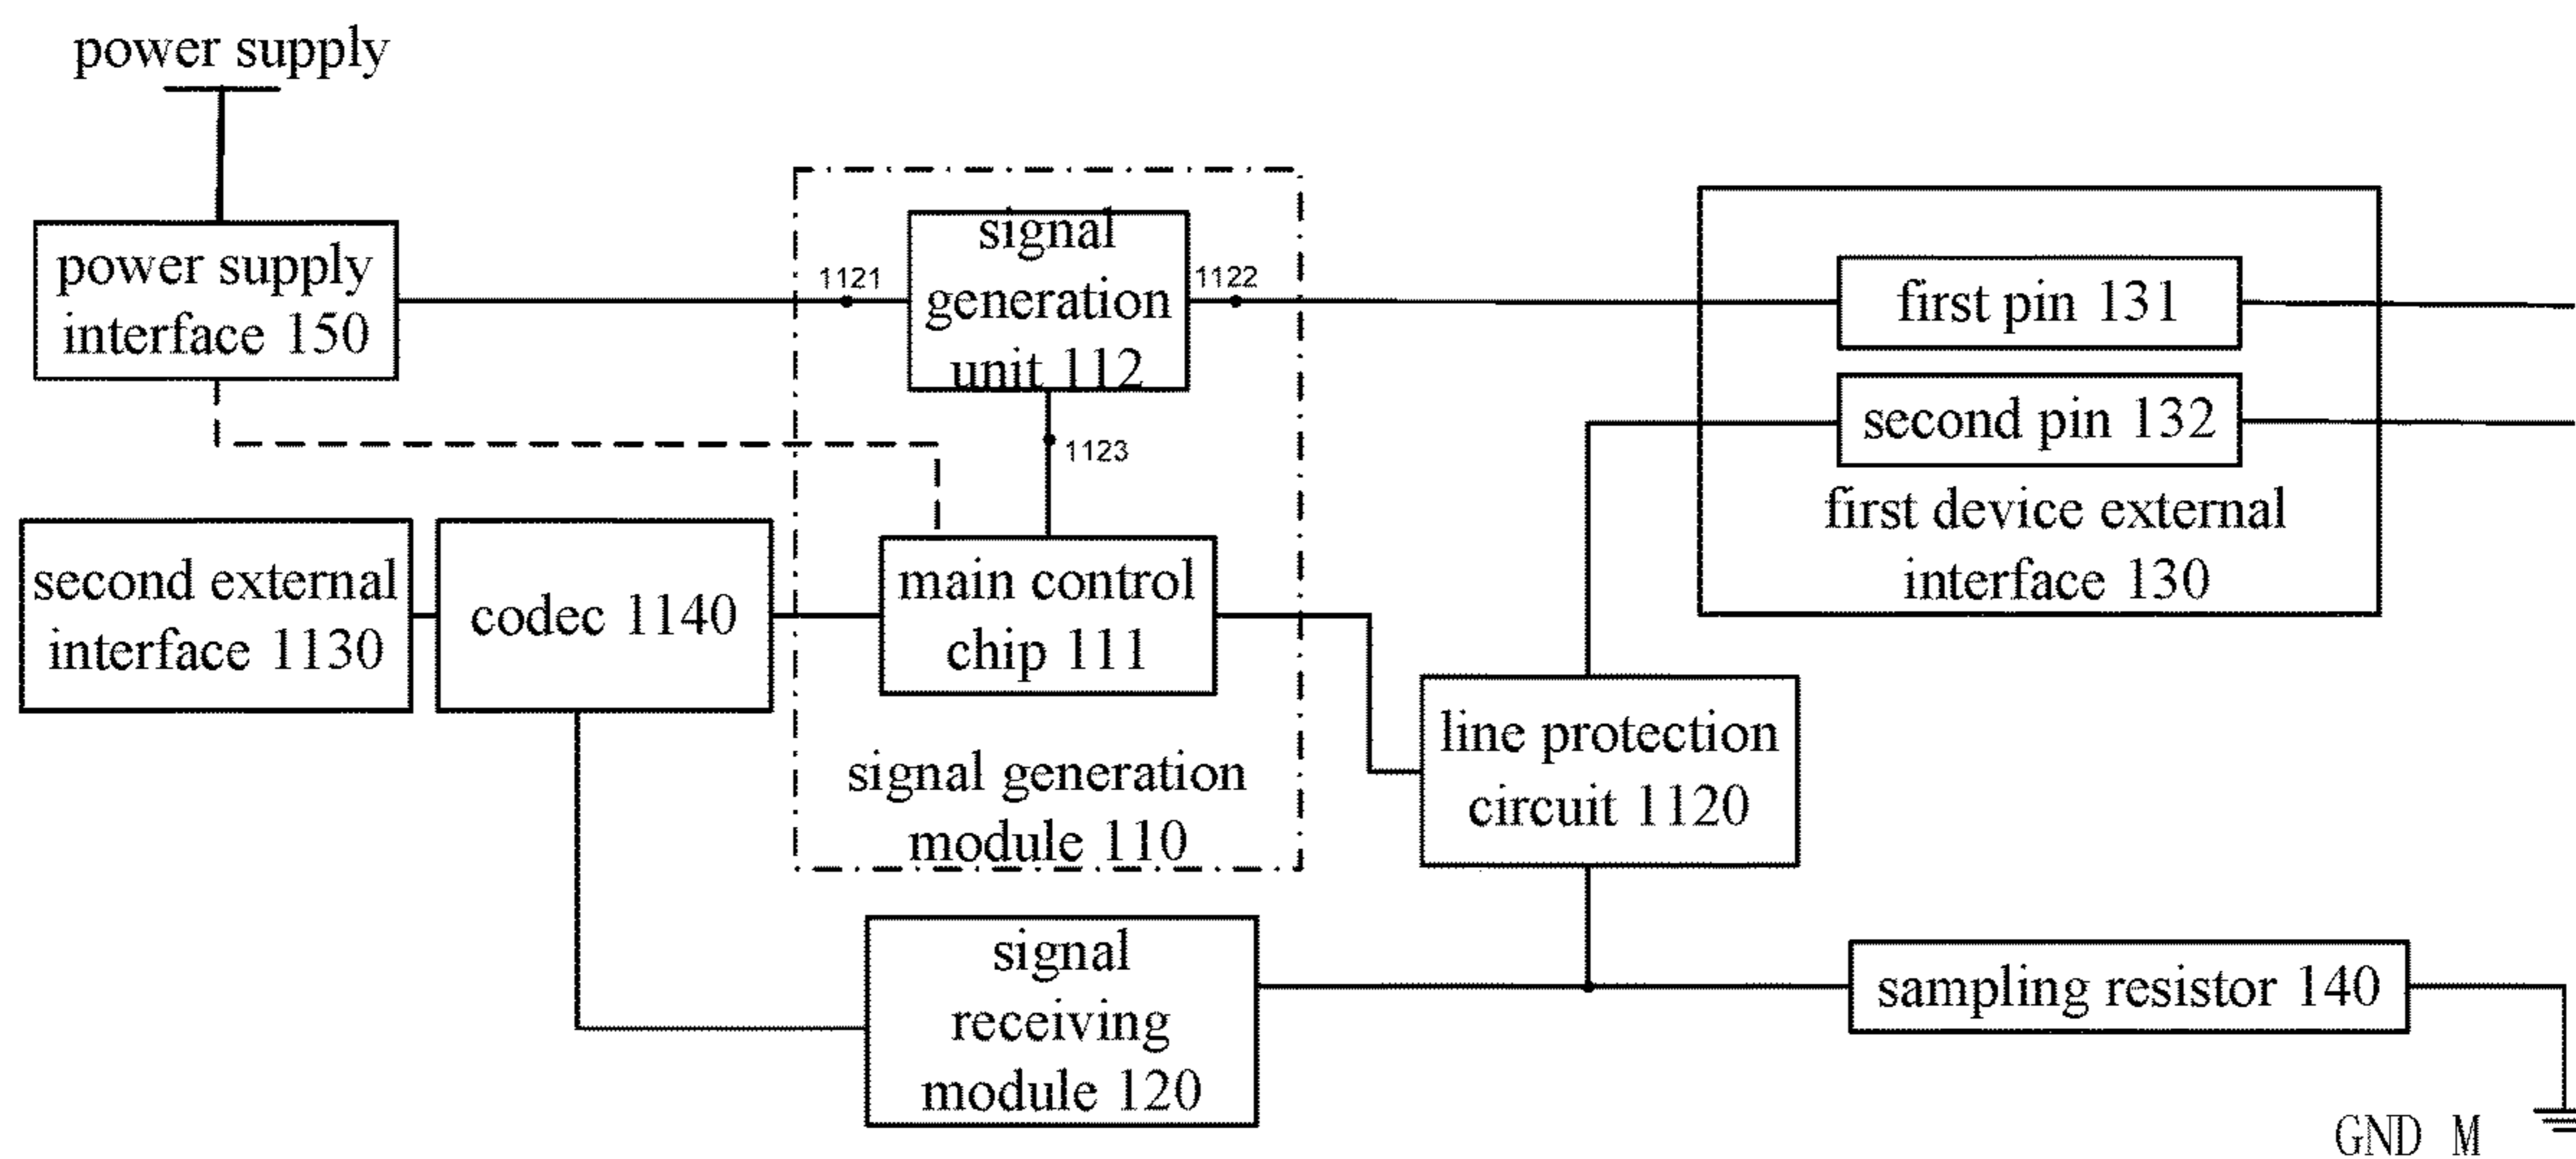 power supply
power supply
interface 150
1121
signal
generation
unit 112
1122
1123
first pin 131
second pin 132
first device external
interface 130
second external
interface 1130
codec 1140
main control
chip 111
signal generation
module 110
line protection
circuit 1120
signal
receiving
module 120
sampling resistor 140
GND M